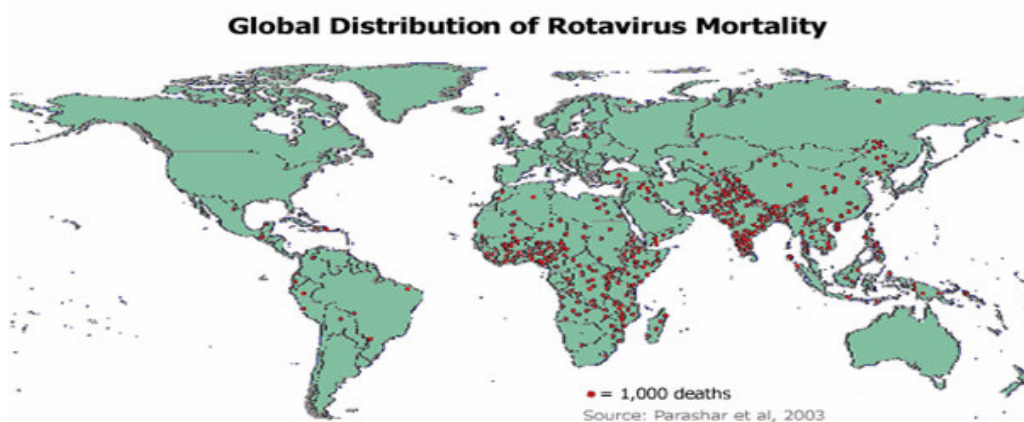 Global Distribution of Rotavirus Mortality
= 1,000 deaths
Source: Parashar et al, 2003